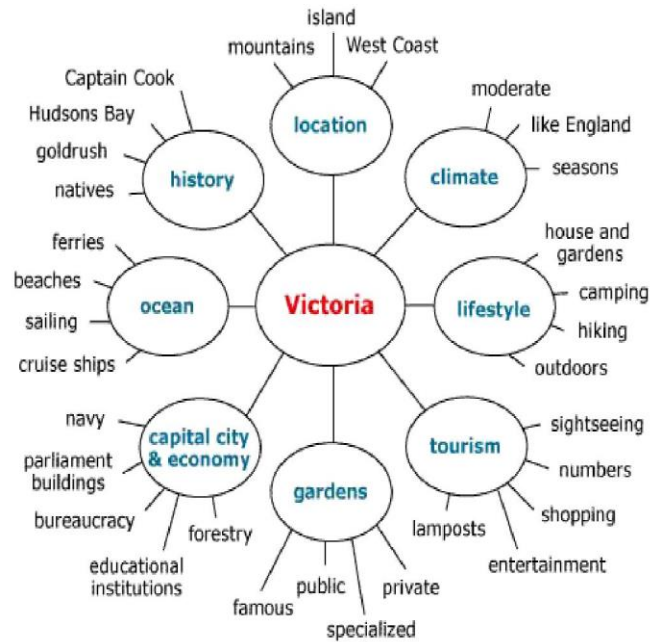 island
mountains
West Coast
location
moderate
like England
seasons
climate
house and
gardens
camping
hiking
outdoors
lifestyle
sightseeing
numbers
shopping
entertainment
lamposts
tourism
private
specialized
public
famous
gardens
forestry
educational
institutions
bureaucracy
parliament
buildings
navy
capital city
& economy
cruise ships
sailing
beaches
ferries
ocean
natives
goldrush
Hudsons Bay
Captain Cook
history
Victoria